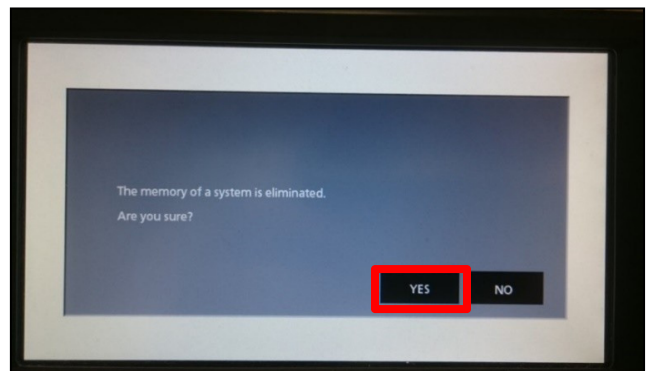 The memory of a system is eliminated.
Are you sure?
YES NO